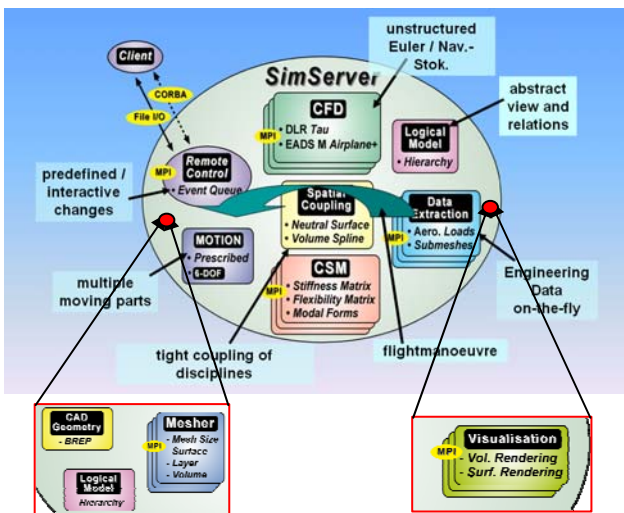 unstructured
Euler / Nav.-
Stok.
Client
SimServer
abstract
view and
relations
CORBA
CFD
File I/O
MPI
• DLR Tau
• EADS M Airplane+
Logical
Model
• Hierarchy
MPI
Remote
Control
• Event Queue
predefined /
interactive
changes
Spatial
Coupling
• Neutral Surface
• Volume Spline
Data
Extraction
MPI
• Aero. Loads
• Submeshes
MOTION
• Prescribed
• 6-DOF
CSM
MPI
• Stiffness Matrix
• Flexibility Matrix
• Modal Forms
multiple
moving parts
Engineering
Data
on-the-fly
tight coupling of
disciplines
flightmanoeuvre
CAD
Geometry
- BREP
Mesher
MPI
- Mesh Size
Surface
- Layer
- Volume
Logical
Model
Hierarchy
Visualisation
MPI
- Vol. Rendering
- Surf. Rendering